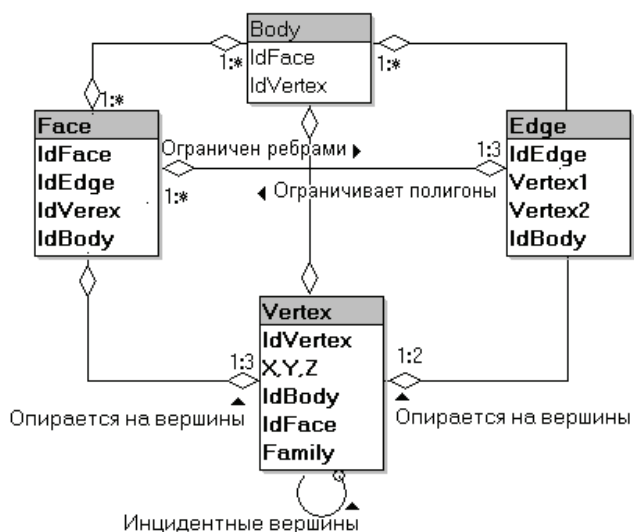 Body
IdFace
IdVertex
1:*
1:*
1:*
Face
IdFace
IdEdge
IdVerex
IdBody
Ограничен ребрами
1:3
Ограничивает полигоны
1:*
Edge
IdEdge
Vertex1
Vertex2
IdBody
Vertex
IdVertex
X,Y,Z
IdBody
IdFace
Family
1:3
1:2
Опирается на вершины
Опирается на вершины
Инцидентные вершины